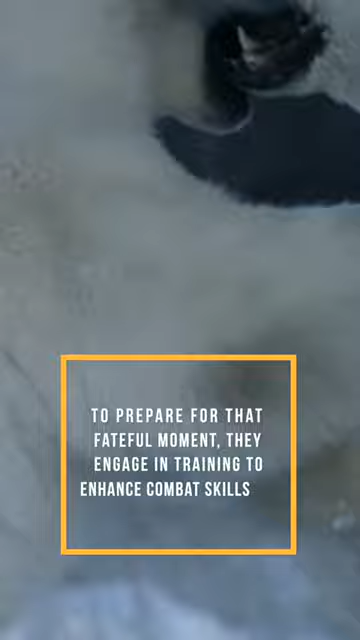 TO PREPARE FOR THAT
FATEFUL MOMENT, THEY
ENGAGE IN TRAINING TO
ENHANCE COMBAT SKILLS